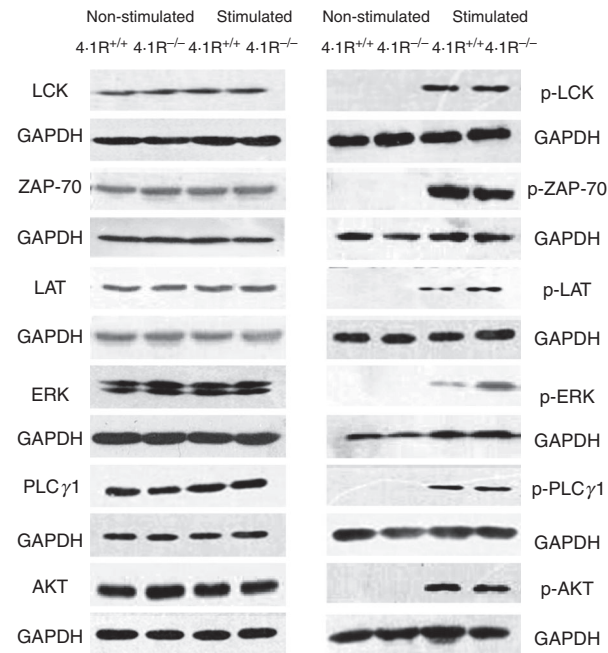 Non-stimulated Stimulated Non-stimulated Stimulated
4·1R+/+ 4·1R−/− 4·1R+/+ 4·1R−/− 4·1R+/+ 4·1R−/− 4·1R+/+ 4·1R−/−
LCK p-LCK
GAPDH GAPDH
ZAP-70 p-ZAP-70
GAPDH GAPDH
LAT p-LAT
GAPDH GAPDH
ERK p-ERK
GAPDH GAPDH
PLCγ1 p-PLCγ1
GAPDH GAPDH
AKT p-AKT
GAPDH GAPDH